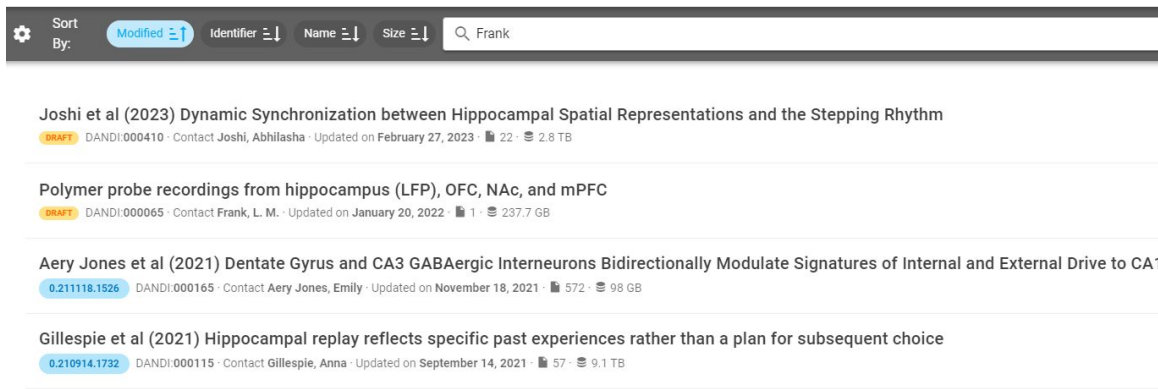 Sort By:
Modified
Identifier
Name
Size
Frank
Joshi et al (2023) Dynamic Synchronization between Hippocampal Spatial Representations and the Stepping Rhythm
DRAFT DANDI:000410 · Contact Joshi, Abhilasha · Updated on February 27, 2023 · 22 · 2.8 TB
Polymer probe recordings from hippocampus (LFP), OFC, NAc, and mPFC
DRAFT DANDI:000065 · Contact Frank, L. M. · Updated on January 20, 2022 · 1 · 237.7 GB
Aery Jones et al (2021) Dentate Gyrus and CA3 GABAergic Interneurons Bidirectionally Modulate Signatures of Internal and External Drive to CA1
0.211118.1526 DANDI:000165 · Contact Aery Jones, Emily · Updated on November 18, 2021 · 572 · 98 GB
Gillespie et al (2021) Hippocampal replay reflects specific past experiences rather than a plan for subsequent choice
0.210914.1732 DANDI:000115 · Contact Gillespie, Anna · Updated on September 14, 2021 · 57 · 9.1 TB